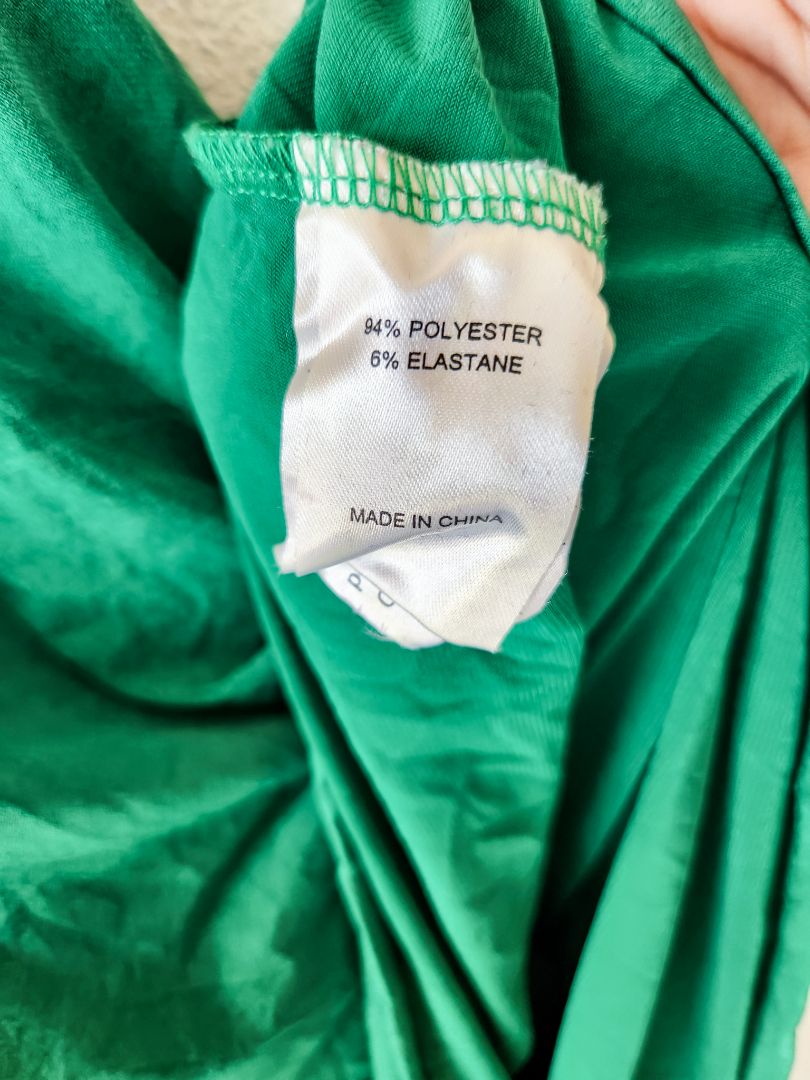 94% POLYESTER
6% ELASTANE
MADE IN CHINA